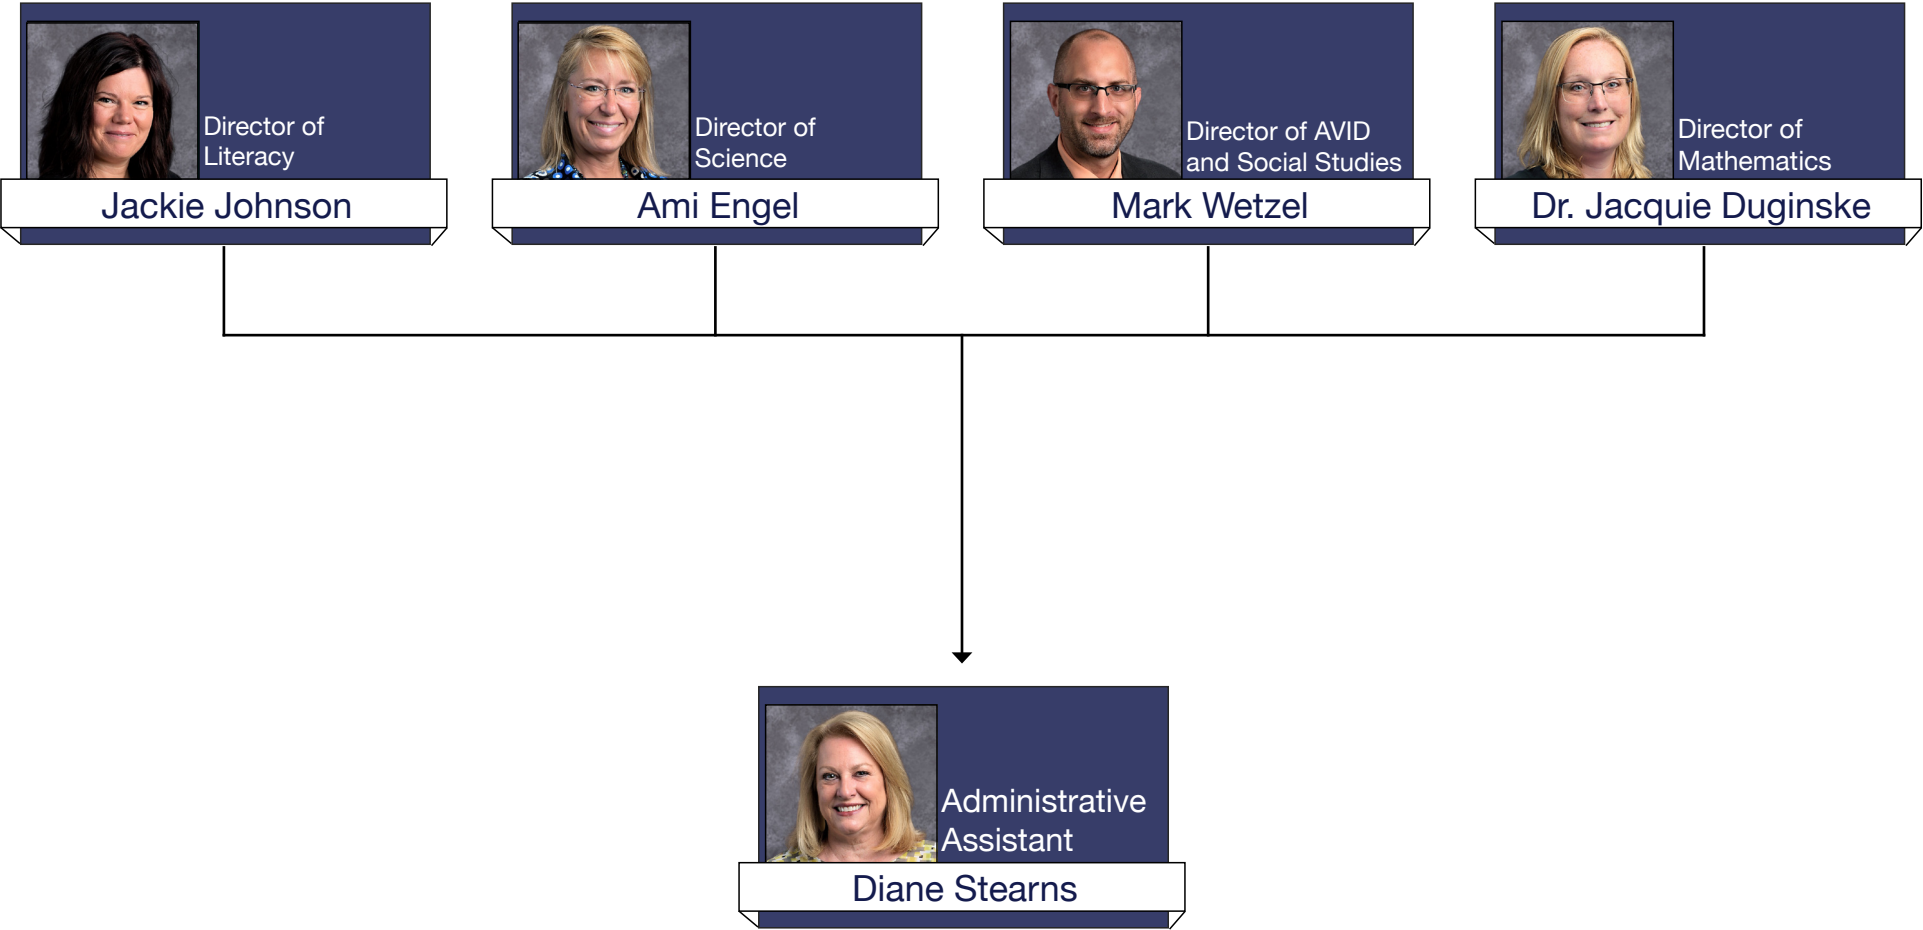 Director of
Literacy
Jackie Johnson
Director of
Science
Ami Engel
Director of AVID
and Social Studies
Mark Wetzel
Director of
Mathematics
Dr. Jacquie Duginske
Administrative
Assistant
Diane Stearns